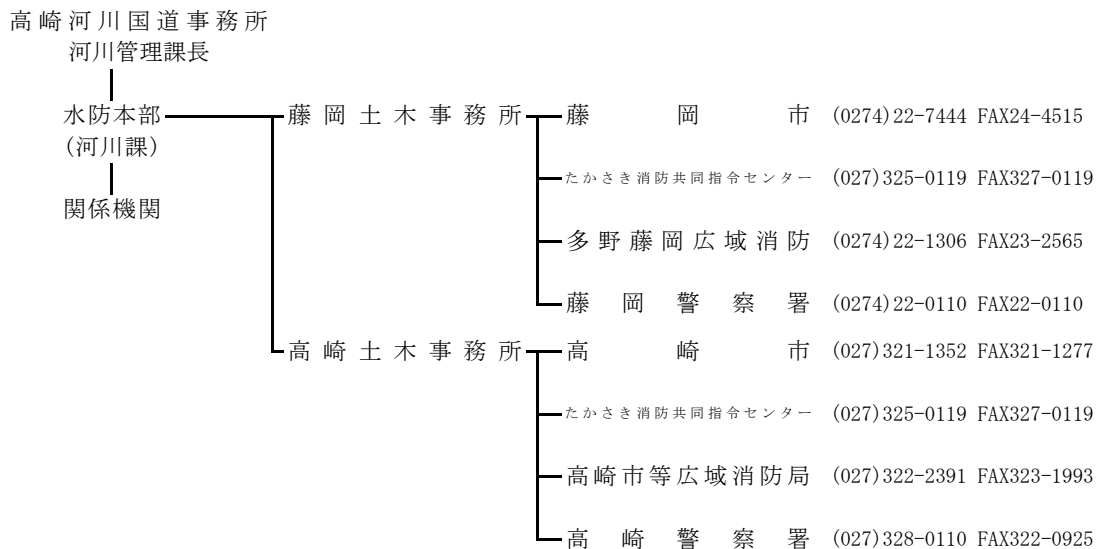 高崎河川国道事務所
河川管理課長
水防本部 藤岡土木事務所 藤岡市 (0274)22-7444 FAX24-4515
(河川課)
たかさき消防共同指令センター (027)325-0119 FAX327-0119
関係機関
多野藤岡広域消防 (0274)22-1306 FAX23-2565
藤岡警察署 (0274)22-0110 FAX22-0110
高崎土木事務所 高崎市 (027)321-1352 FAX321-1277
たかさき消防共同指令センター (027)325-0119 FAX327-0119
高崎市等広域消防局 (027)322-2391 FAX323-1993
高崎警察署 (027)328-0110 FAX322-0925